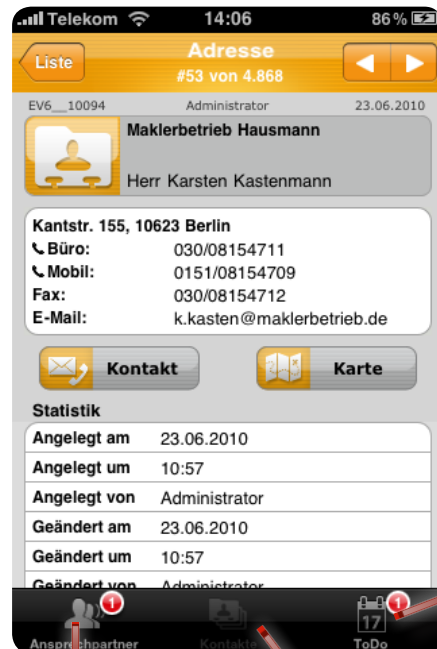 Telekom 14:06 86 %
Liste Adresse
#53 von 4.868
EV6__10094 Administrator 23.06.2010
Maklerbetrieb Hausmann
Herr Karsten Kastenmann
Kantstr. 155, 10623 Berlin
Büro: 030/08154711
Mobil: 0151/08154709
Fax: 030/08154712
E-Mail: k.kasten@maklerbetrieb.de
Kontakt Karte
Statistik
Angelegt am 23.06.2010
Angelegt um 10:57
Angelegt von Administrator
Geändert am 23.06.2010
Geändert um 10:57
Geändert von Administrator
1 1
17
Ansprechpartner Kontakte ToDo